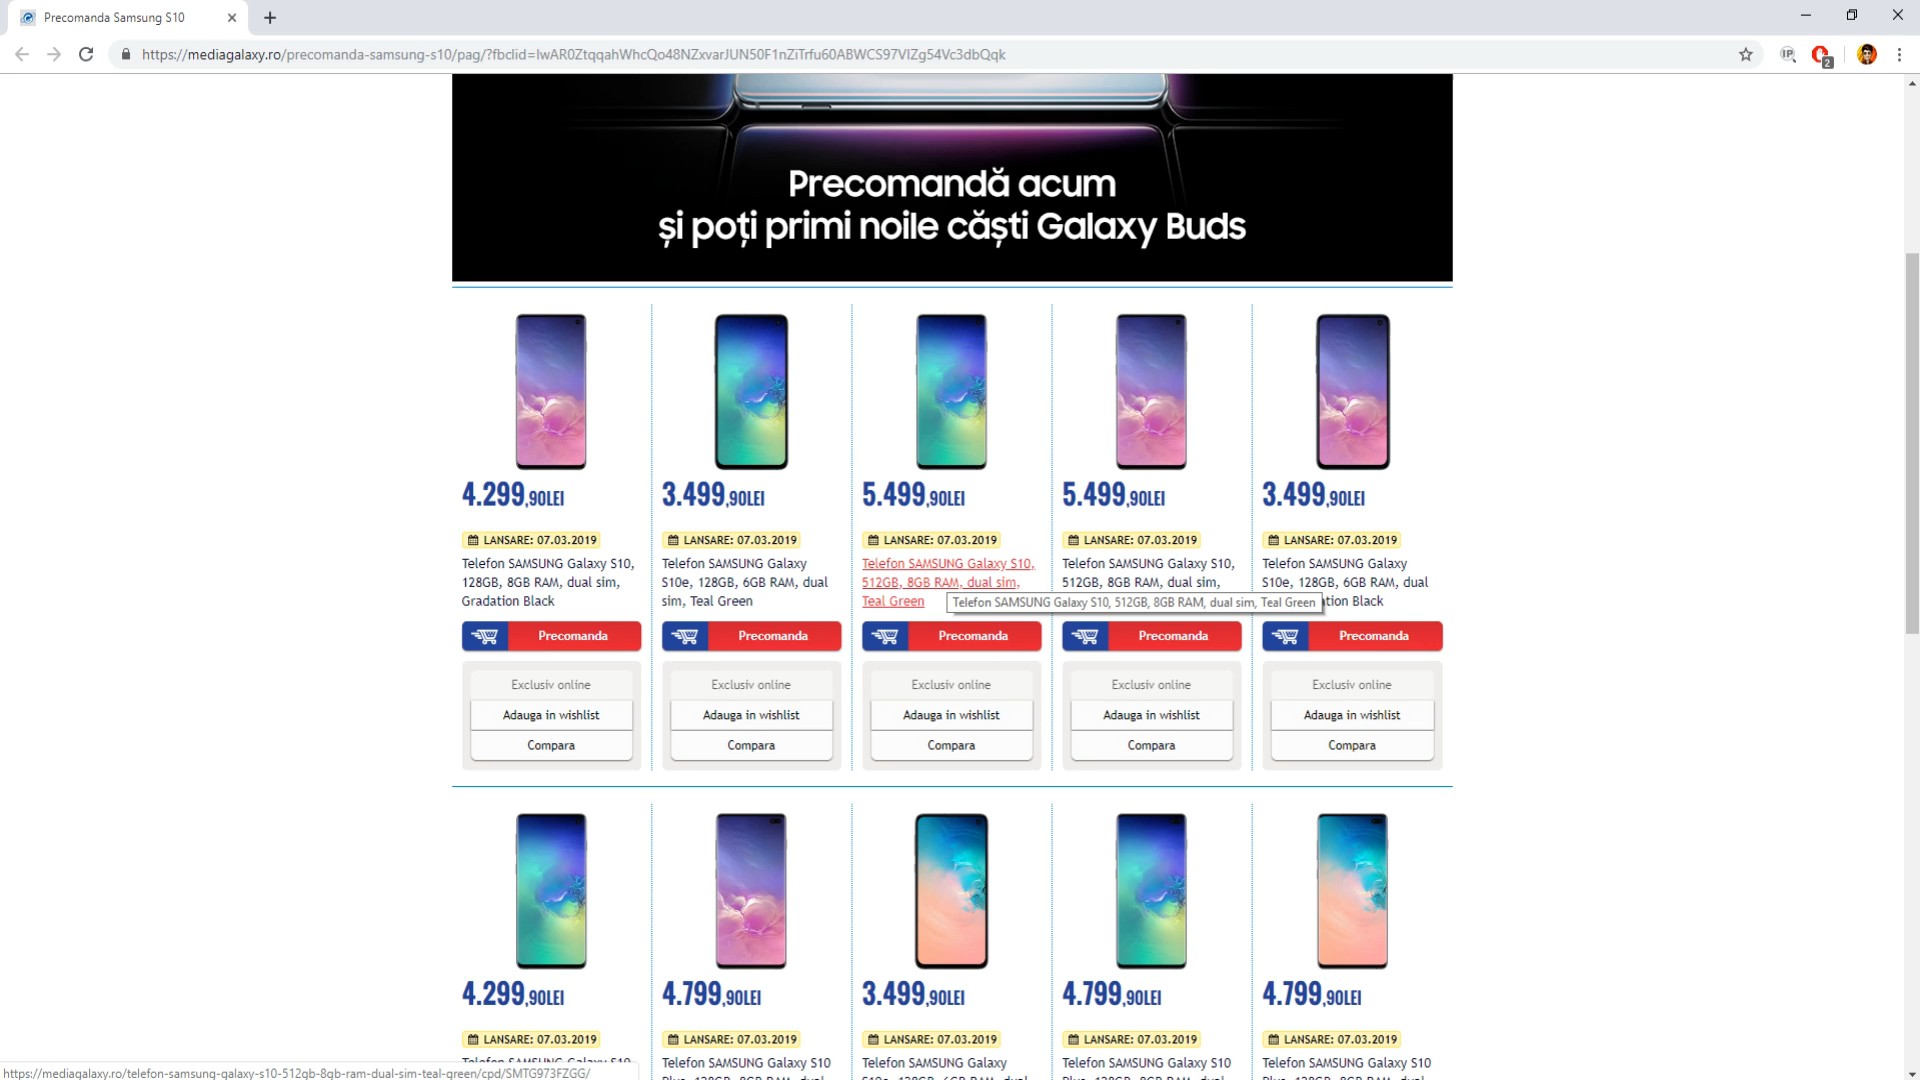 Precomanda Samsung S10
https://mediagalaxy.ro/precomanda-samsung-s10/pag/?fbclid=IwAR0ZtqqahWhcQo48NZxvarJUN50F1nZiTrfu60ABWCS97VIZg54Vc3dbQqk
IP
2
Precomandă acum
și poți primi noile căști Galaxy Buds
4.299,90LEI 3.499,90LEI 5.499,90LEI 5.499,90LEI 3.499,90LEI
LANSARE: 07.03.2019 LANSARE: 07.03.2019 LANSARE: 07.03.2019 LANSARE: 07.03.2019 LANSARE: 07.03.2019
Telefon SAMSUNG Galaxy S10, Telefon SAMSUNG Galaxy Telefon SAMSUNG Galaxy S10, Telefon SAMSUNG Galaxy S10, Telefon SAMSUNG Galaxy
128GB, 8GB RAM, dual sim, S10e, 128GB, 6GB RAM, dual 512GB, 8GB RAM, dual sim, 512GB, 8GB RAM, dual sim, S10e, 128GB, 6GB RAM, dual
Gradation Black sim, Teal Green Teal Green Telefon SAMSUNG Galaxy S10, 512GB, 8GB RAM, dual sim, Teal Green tion Black
Precomanda Precomanda Precomanda Precomanda Precomanda
Exclusiv online Exclusiv online Exclusiv online Exclusiv online Exclusiv online
Adauga in wishlist Adauga in wishlist Adauga in wishlist Adauga in wishlist Adauga in wishlist
Compara Compara Compara Compara Compara
4.299,90LEI 4.799,90LEI 3.499,90LEI 4.799,90LEI 4.799,90LEI
LANSARE: 07.03.2019 LANSARE: 07.03.2019 LANSARE: 07.03.2019 LANSARE: 07.03.2019 LANSARE: 07.03.2019
Telefon SAMSUNG Galaxy S10 Telefon SAMSUNG Galaxy S10 Telefon SAMSUNG Galaxy Telefon SAMSUNG Galaxy S10 Telefon SAMSUNG Galaxy S10
https://mediagalaxy.ro/telefon-samsung-galaxy-s10-512gb-8gb-ram-dual-sim-teal-green/cpd/SMTG973FZGG/